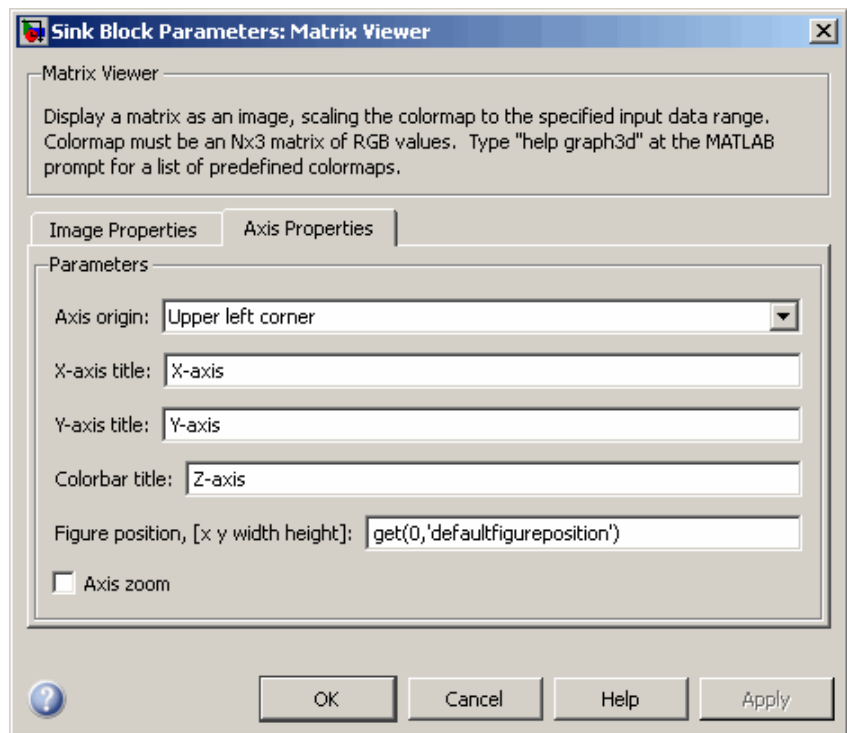 Sink Block Parameters: Matrix Viewer
Matrix Viewer
Display a matrix as an image, scaling the colormap to the specified input data range.
Colormap must be an Nx3 matrix of RGB values. Type "help graph3d" at the MATLAB
prompt for a list of predefined colormaps.
Image Properties
Axis Properties
Parameters
Axis origin: Upper left corner
X-axis title: X-axis
Y-axis title: Y-axis
Colorbar title: Z-axis
Figure position, [x y width height]: get(0,'defaultfigureposition')
Axis zoom
? OK Cancel Help Apply